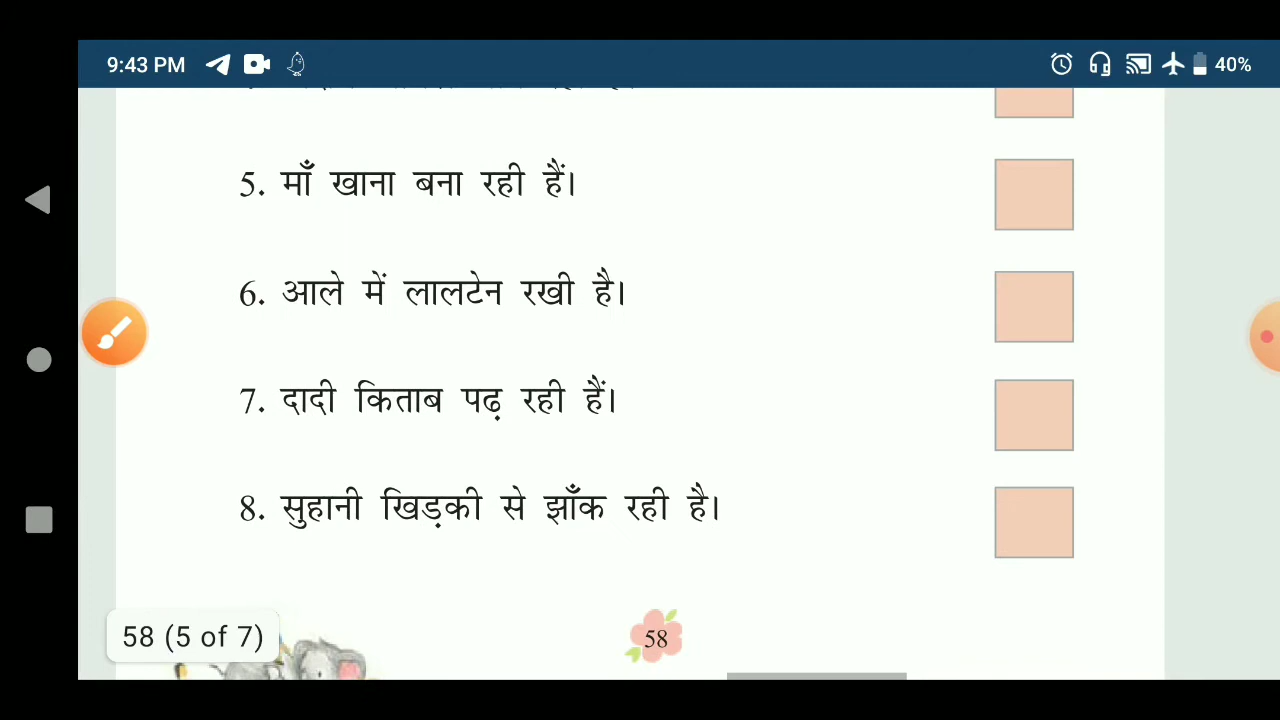 9:43 PM 40%
5. माँ खाना बना रही हैं।
6. आले में लालटेन रखी है।
7. दादी किताब पढ़ रही हैं।
8. सुहानी खिड़की से झाँक रही है।
58 (5 of 7)
58